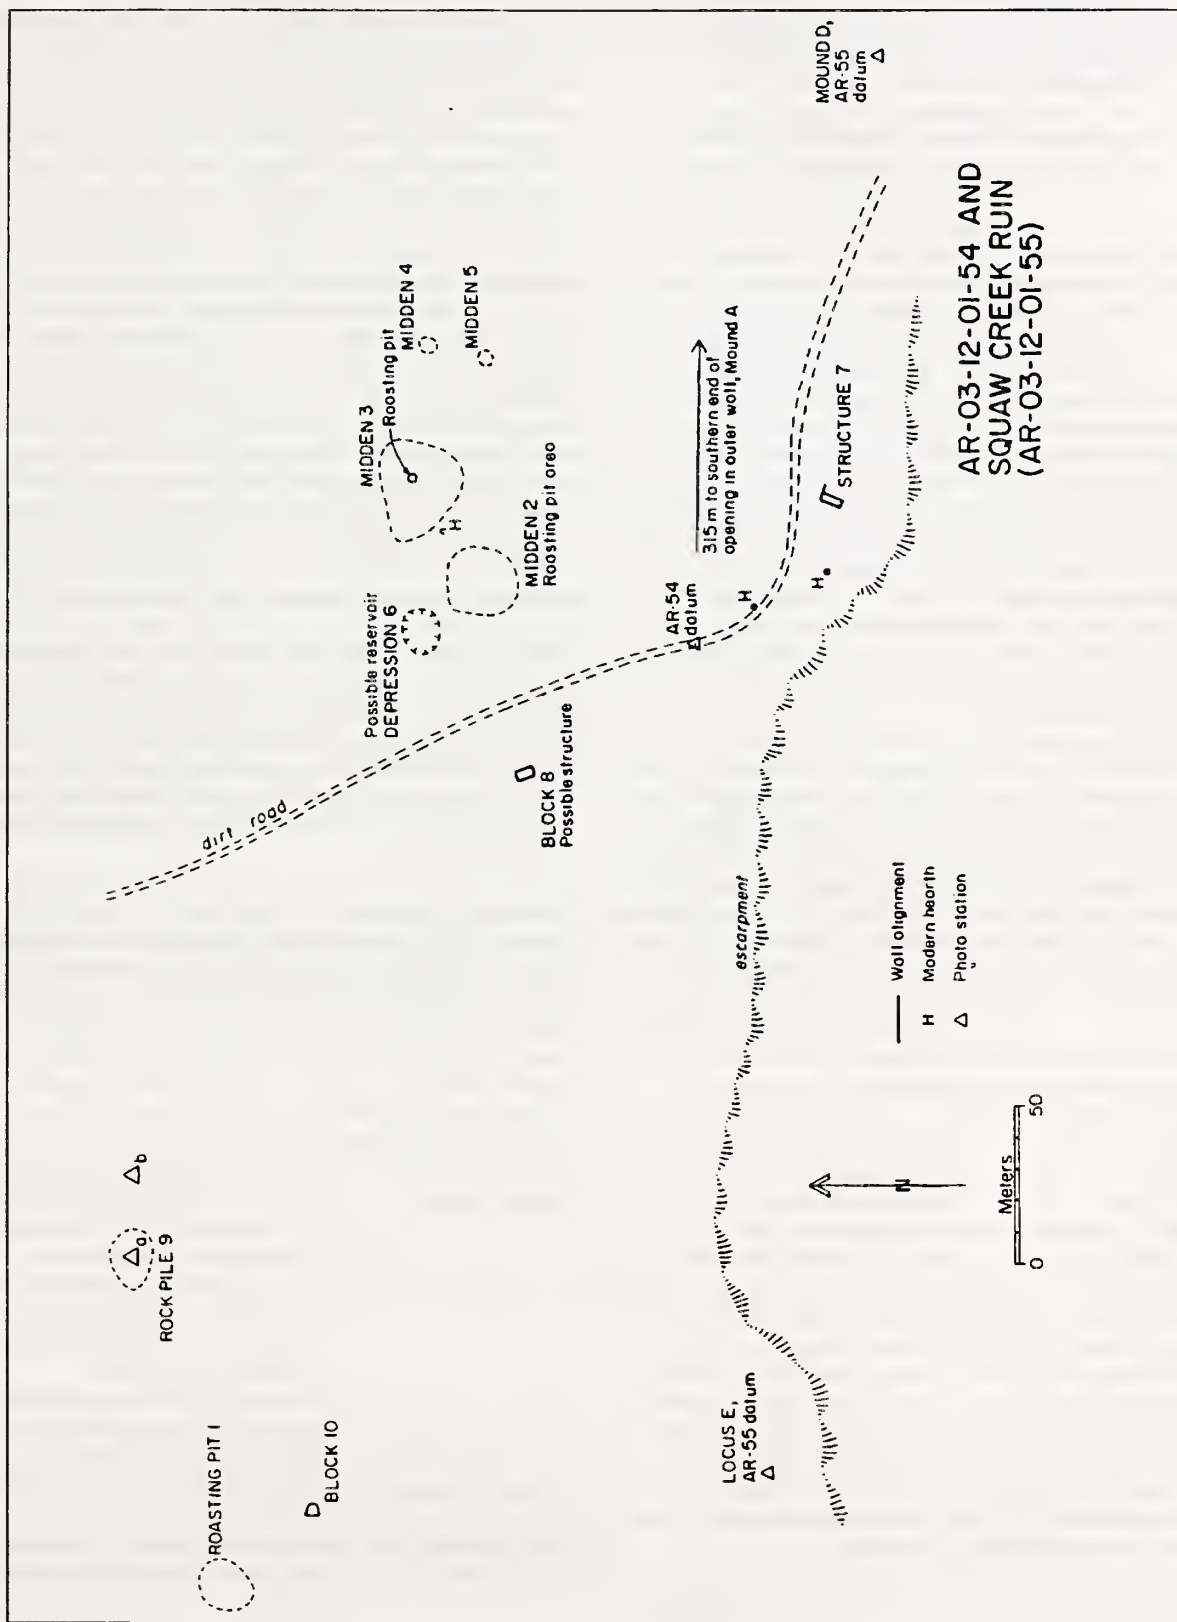 ROASTING PIT 1
BLOCK 10
a
b
ROCK PILE 9
dirt road
Possible reservoir
DEPRESSION 6
MIDDEN 3
Roasting pit
MIDDEN 4
MIDDEN 5
H
MIDDEN 2
Roasting pit area
BLOCK 8
Possible structure
AR-54
datum
315 m to southern end of
opening in outer wall, Mound A
H
H
STRUCTURE 7
MOUND D,
AR-55
datum
LOCUS E,
AR-55 datum
escarpment
N
Meters
0
50
Wall alignment
H Modern hearth
Photo station
AR-03-12-01-54 AND
SQUAW CREEK RUIN
(AR-03-12-01-55)